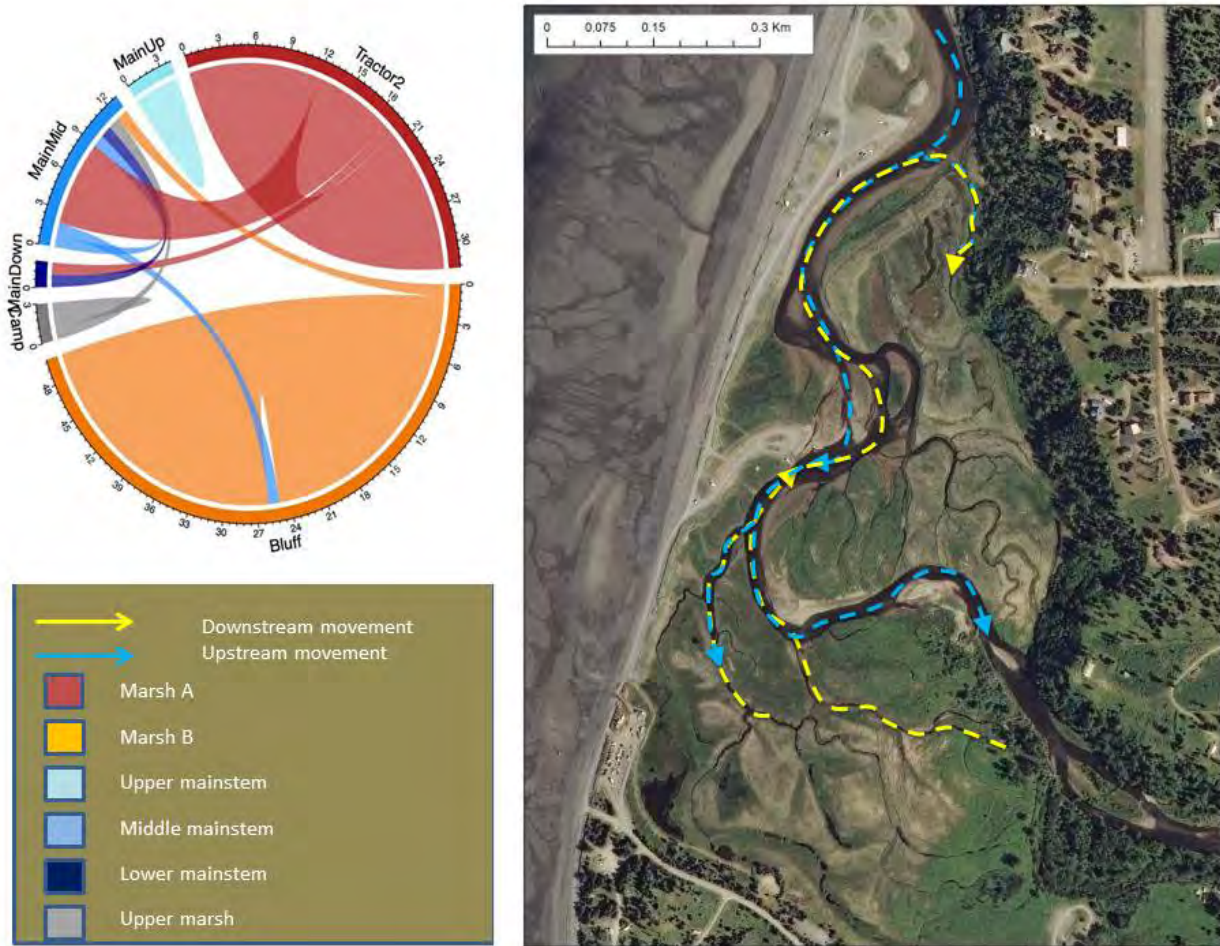 MainUp
0 3
0 3 6 9 12 15 18 21 24 27 30
Tractor2
MainMid
0 3 6 9 12
MainDown
0
Camp
0 3
Bluff
0 3 6 9 12 15 18 21 24 27 30 33 36 39 42 45 48
Downstream movement
Upstream movement
Marsh A
Marsh B
Upper mainstem
Middle mainstem
Lower mainstem
Upper marsh
0 0.075 0.15 0.3 Km